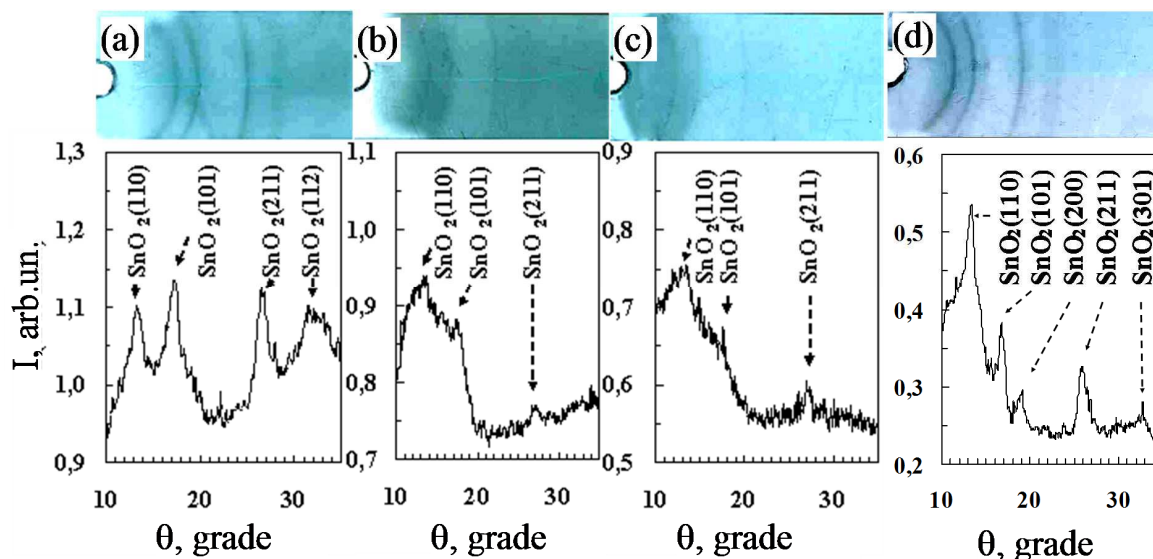 (a)
(b)
(c)
(d)
I, arb.un.
1,3
1,2
1,1
1,0
0,9
SnO₂(110)
SnO₂(101)
SnO₂(211)
SnO₂(112)
10 20 30
θ, grade
1,1
1,0
0,9
0,8
0,7
SnO₂(110)
SnO₂(101)
SnO₂(211)
10 20 30
θ, grade
0,9
0,8
0,7
0,6
0,5
SnO₂(110)
SnO₂(101)
SnO₂(211)
10 20 30
θ, grade
0,6
0,5
0,4
0,3
0,2
SnO₂(110)
SnO₂(101)
SnO₂(200)
SnO₂(211)
SnO₂(301)
10 20 30
θ, grade